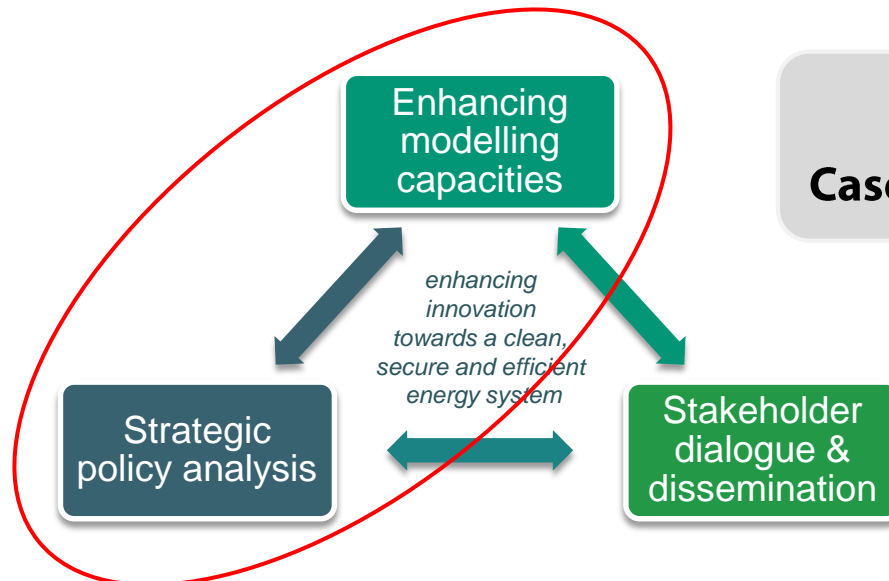 Enhancing
modelling
capacities
enhancing
innovation
towards a clean,
secure and efficient
energy system
Strategic
policy analysis
Stakeholder
dialogue &
dissemination